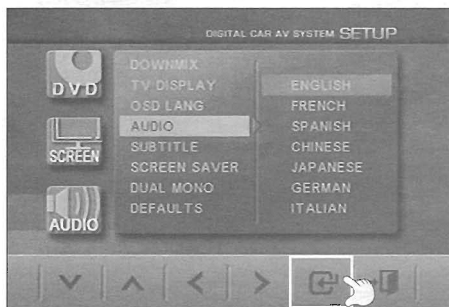 DIGITAL CAR AV SYSTEM SETUP
DVD
SCREEN
AUDIO
DOWNMIX
TV DISPLAY
OSD LANG
AUDIO
SUBTITLE
SCREEN SAVER
DUAL MONO
DEFAULTS
ENGLISH
FRENCH
SPANISH
CHINESE
JAPANESE
GERMAN
ITALIAN